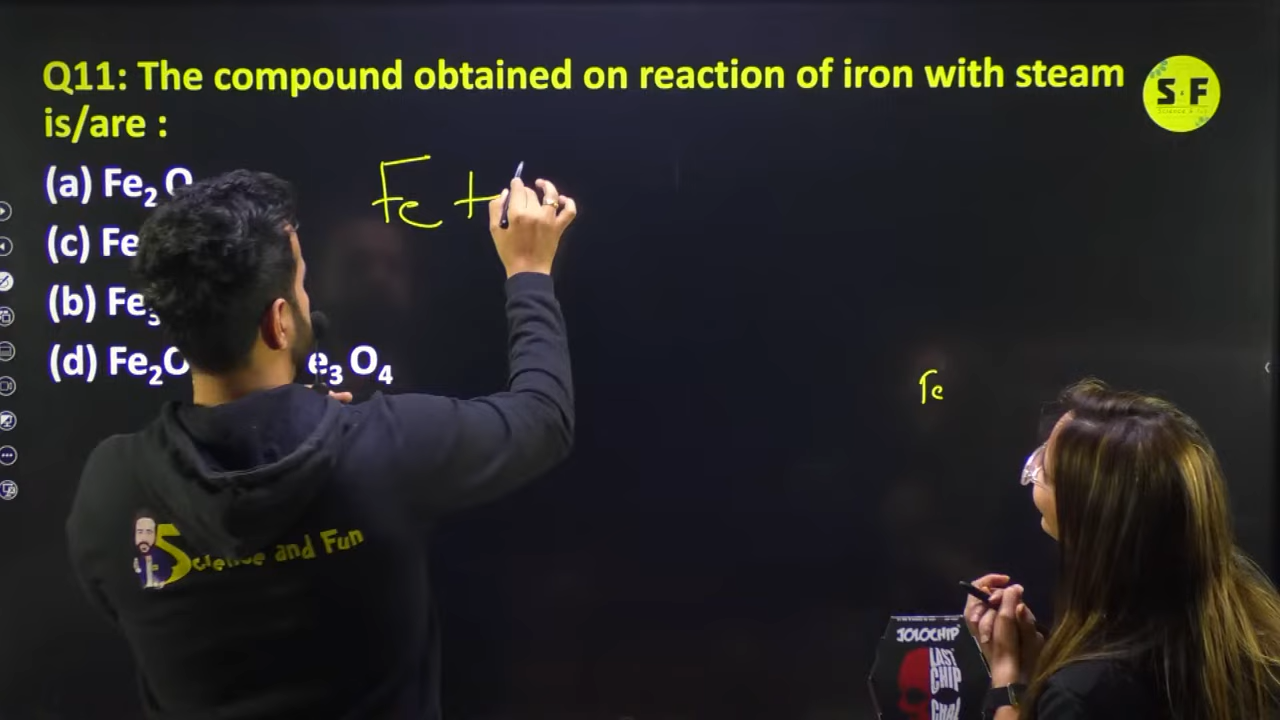 Q11: The compound obtained on reaction of iron with steam
is/are :
(a) Fe₂ O
(c) Fe
(b) Fe₃
(d) Fe₂O e₃ O₄
Fe +
Fe
S F
Science and Fun
JOLOCHIP
LAST
CHIP